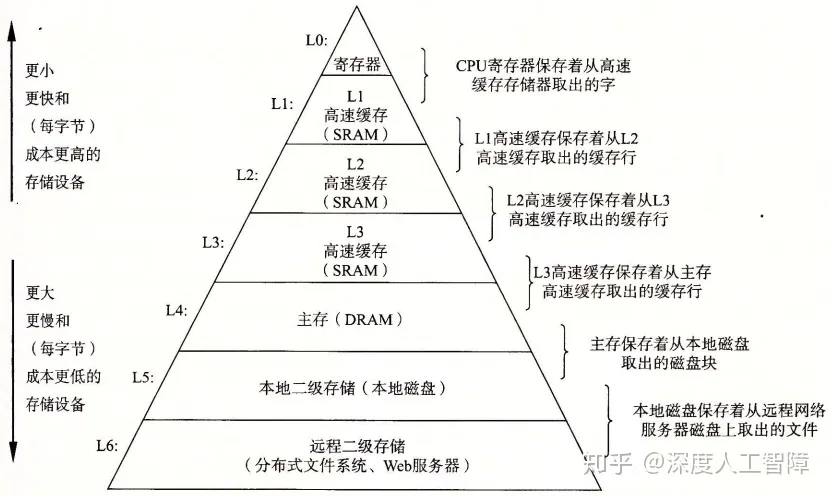 更小
更快和
（每字节）
成本更高的
存储设备
更大
更慢和
（每字节）
成本更低的
存储设备
L0:
寄存器
CPU寄存器保存着从高速
缓存存储器取出的字
L1:
L1
高速缓存
（SRAM）
L1高速缓存保存着从L2
高速缓存取出的缓存行
L2:
L2
高速缓存
（SRAM）
L2高速缓存保存着从L3
高速缓存取出的缓存行
L3:
L3
高速缓存
（SRAM）
L3高速缓存保存着从主存
高速缓存取出的缓存行
L4:
主存（DRAM）
主存保存着从本地磁盘
取出的磁盘块
L5:
本地二级存储（本地磁盘）
本地磁盘保存着从远程网络
服务器磁盘上取出的文件
L6:
远程二级存储
（分布式文件系统、Web服务器）
知乎 @深度人工智障